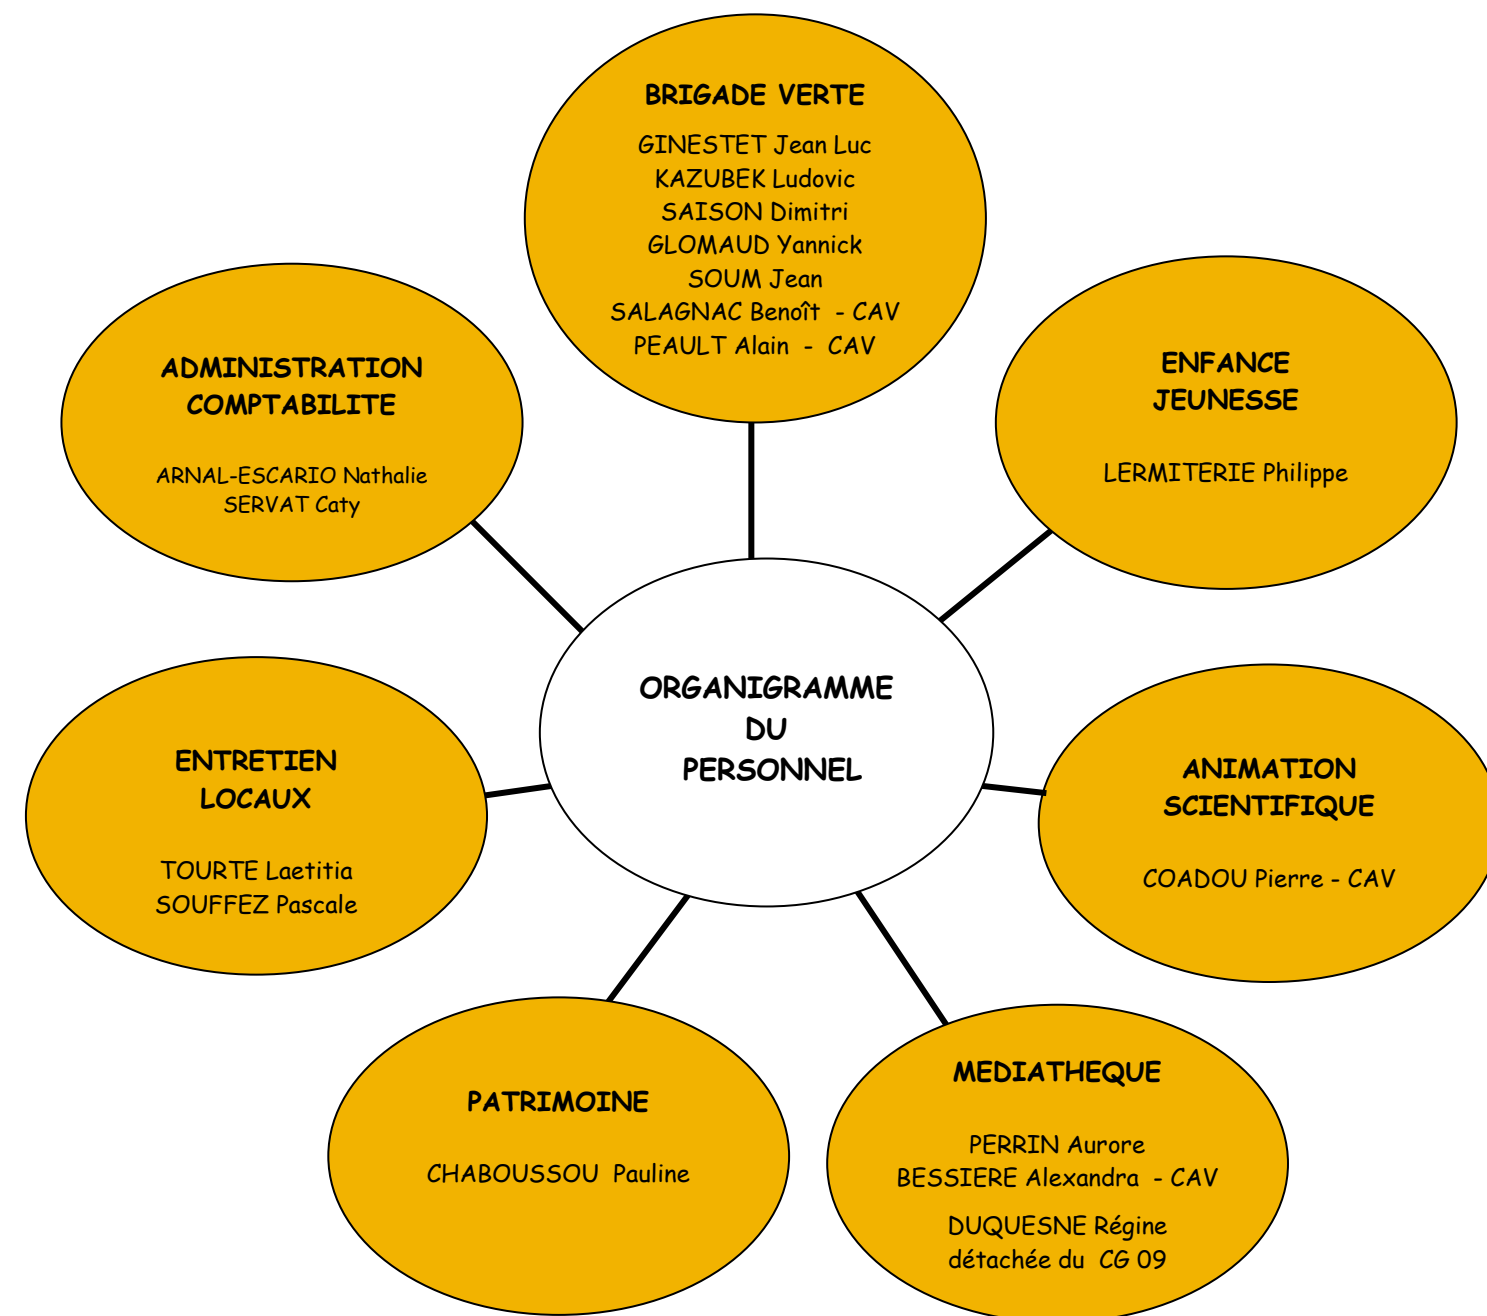 BRIGADE VERTE
GINESTET Jean Luc
KAZUBEK Ludovic
SAISON Dimitri
GLOMAUD Yannick
SOUM Jean
SALAGNAC Benoît - CAV
PEAULT Alain - CAV
ADMINISTRATION
COMPTABILITE
ARNAL-ESCARIO Nathalie
SERVAT Caty
ENFANCE
JEUNESSE
LERMITERIE Philippe
ORGANIGRAMME
DU
PERSONNEL
ENTRETIEN
LOCAUX
TOURTE Laetitia
SOUFFEZ Pascale
ANIMATION
SCIENTIFIQUE
COADOU Pierre - CAV
PATRIMOINE
CHABOUSSOU Pauline
MEDIATHEQUE
PERRIN Aurore
BESSIERE Alexandra - CAV
DUQUESNE Régine
détachée du CG 09